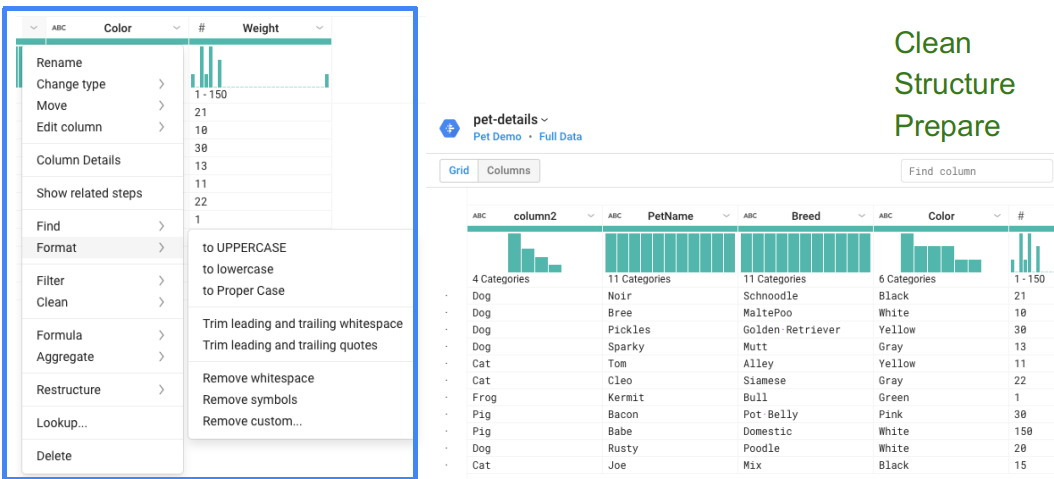 ABC Color # Weight
1 - 150
21
10
30
13
11
22
1
Rename
Change type
Move
Edit column
Column Details
Show related steps
Find
Format
Filter
Clean
Formula
Aggregate
Restructure
Lookup...
Delete
to UPPERCASE
to lowercase
to Proper Case
Trim leading and trailing whitespace
Trim leading and trailing quotes
Remove whitespace
Remove symbols
Remove custom...
Clean
Structure
Prepare
pet-details
Pet Demo • Full Data
Grid Columns
Find column
ABC column2 ABC PetName ABC Breed ABC Color #
4 Categories 11 Categories 11 Categories 6 Categories 1 - 150
Dog Noir Schnoodle Black 21
Dog Bree MaltePoo White 10
Dog Pickles Golden·Retriever Yellow 30
Dog Sparky Mutt Gray 13
Cat Tom Alley Yellow 11
Cat Cleo Siamese Gray 22
Frog Kermit Bull Green 1
Pig Bacon Pot·Belly Pink 30
Pig Babe Domestic White 150
Dog Rusty Poodle White 20
Cat Joe Mix Black 15